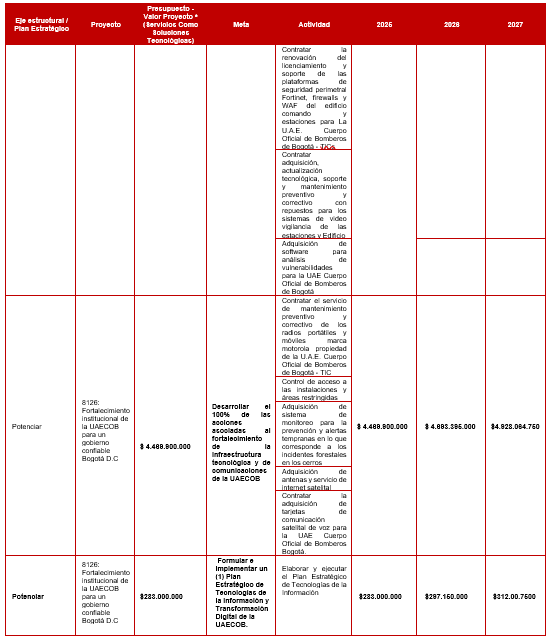 Eje estructural /
Plan Estratégico
Proyecto
Presupuesto -
Valor Proyecto *
(Servicios Como
Soluciones
Tecnológicas)
Meta
Actividad
2025
2026
2027
Contratar la
renovación del
licenciamiento y
soporte de las
plataformas de
seguridad perimetral
Fortinet, firewalls y
WAF del edificio
comando y
estaciones para La
U.A.E. Cuerpo
Oficial de Bomberos
de Bogotá - TICs
Contratar
adquisición,
actualización
tecnológica, soporte
y mantenimiento
preventivo y
correctivo con
repuestos para los
sistemas de video
vigilancia de las
estaciones y Edificio
Adquisición de
software para
análisis de
vulnerabilidades
para la UAE Cuerpo
Oficial de Bomberos
de Bogotá
Potenciar
8126:
Fortalecimiento
institucional de
la UAECOB
para un
gobierno
confiable
Bogotá D.C
$ 4.469.900.000
Desarrollar el
100% de las
acciones
asociadas al
fortalecimiento
de la
infraestructura
tecnológica y de
comunicaciones
de la UAECOB
Contratar el servicio
de mantenimiento
preventivo y
correctivo de los
radios portátiles y
móviles marca
motorola propiedad
de la U.A.E. Cuerpo
Oficial de Bomberos
de Bogotá - TIC
Control de acceso a
las instalaciones y
áreas restringidas
Adquisición de
sistema de
monitoreo para la
prevención y alertas
tempranas en lo que
corresponde a los
incidentes forestales
en los cerros
Adquisición de
antenas y servicio de
internet satelital
Contratar la
adquisición de
tarjetas de
comunicación
satelital de voz para
la UAE Cuerpo
Oficial de Bomberos
Bogotá.
$ 4.469.900.000
$ 4.693.395.000
$4.928.064.750
Potenciar
8126:
Fortalecimiento
institucional de
la UAECOB
para un
gobierno
confiable
Bogotá D.C
$283.000.000
Formular e
implementar un
(1) Plan
Estratégico de
Tecnologías de
la Información y
Transformación
Digital de la
UAECOB.
Elaborar y ejecutar
el Plan Estratégico
de Tecnologías de la
Información
$283.000.000
$297.150.000
$312.00.7500